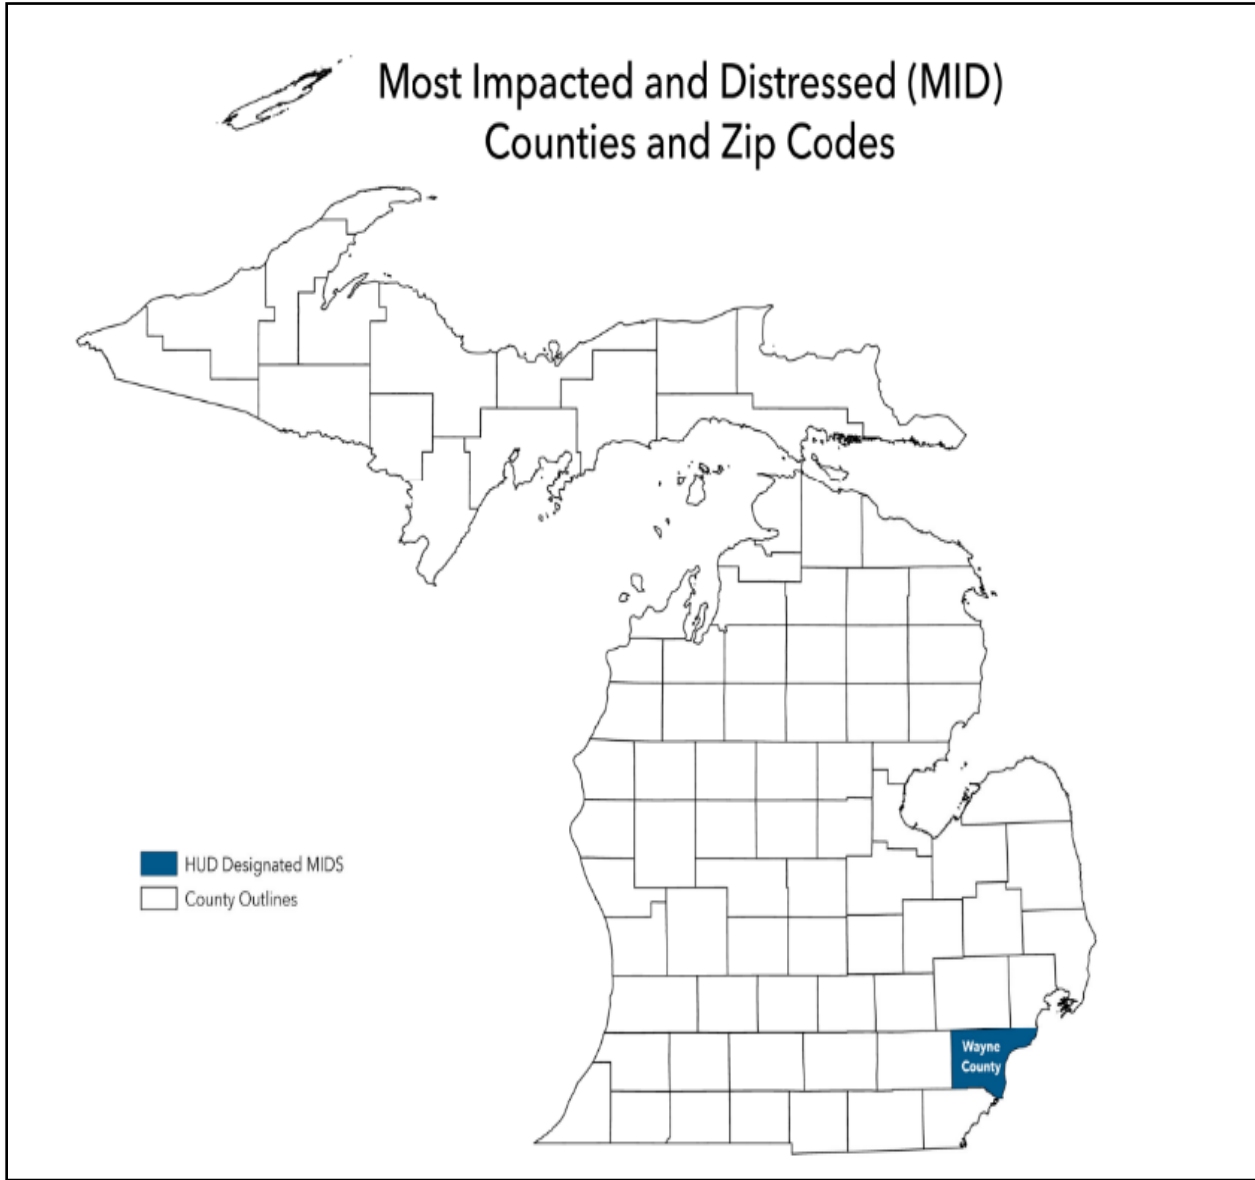 Most Impacted and Distressed (MID)
Counties and Zip Codes
HUD Designated MIDS
County Outlines
Wayne
County